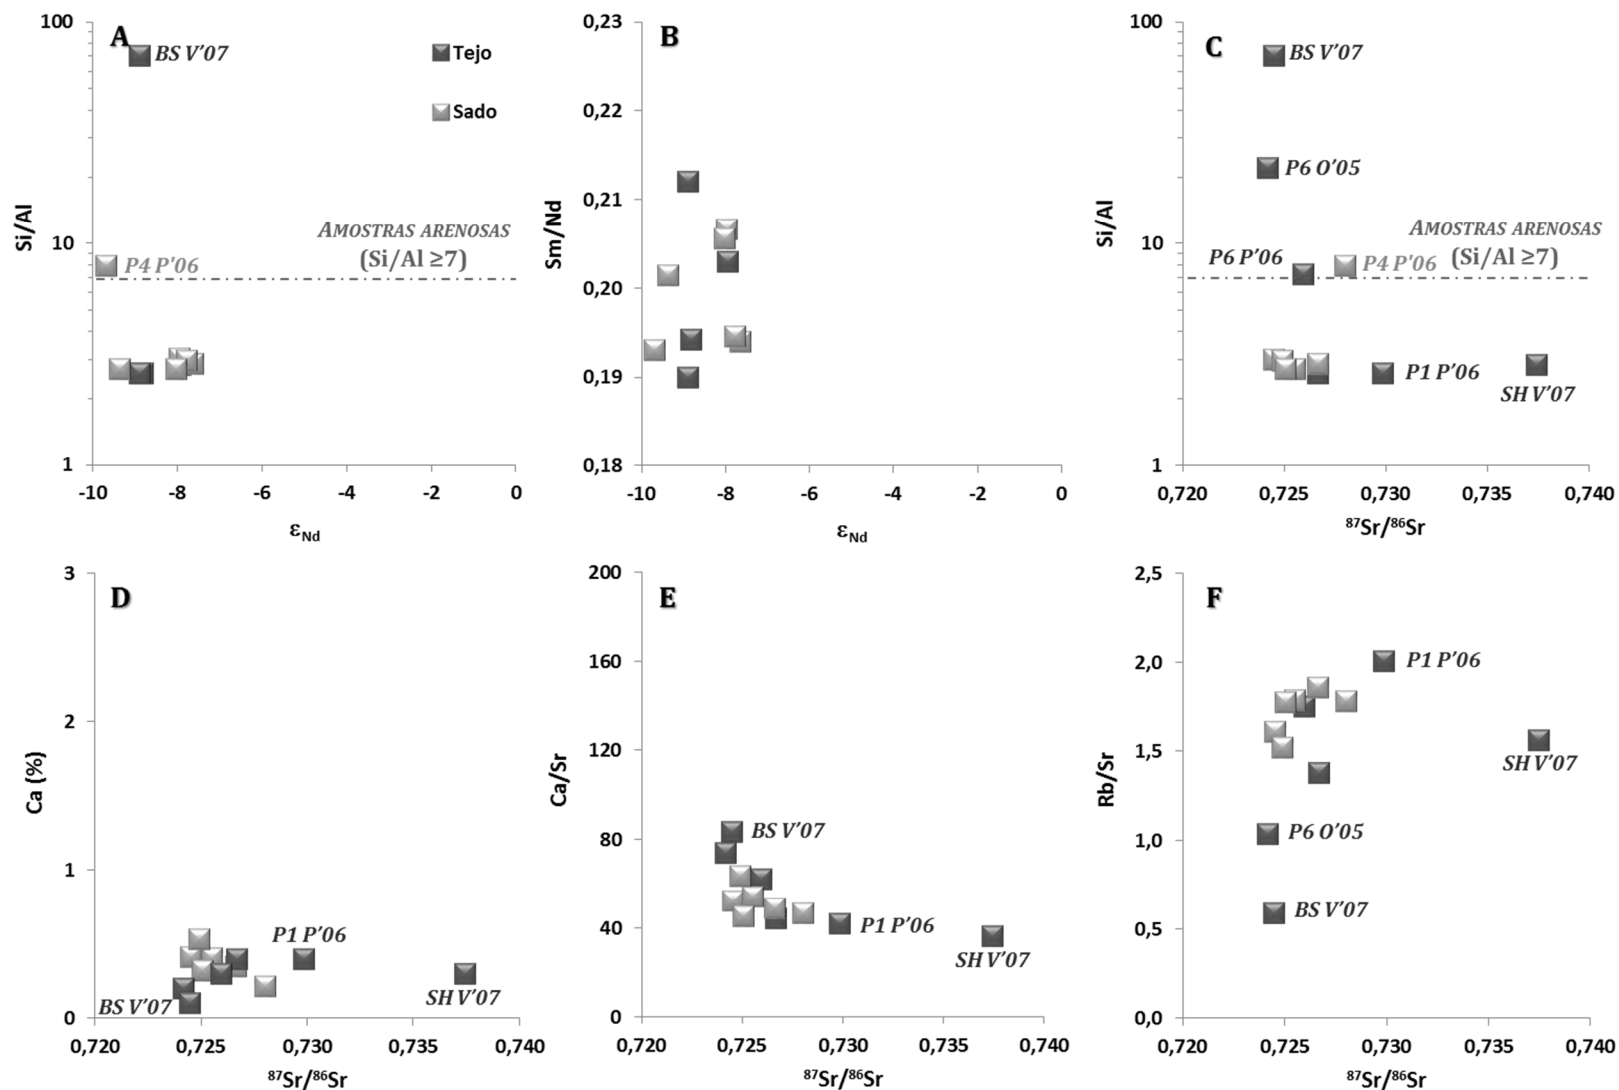 A
100
10
1
Si/Al
BS V'07
Tejo
Sado
AMOSTRAS ARENOSAS
(Si/Al ≥7)
P4 P'06
-10 -8 -6 -4 -2 0
εNd
B
0,23
0,22
0,21
0,20
0,19
0,18
Sm/Nd
-10 -8 -6 -4 -2 0
εNd
C
100
10
1
Si/Al
BS V'07
P6 O'05
P6 P'06
AMOSTRAS ARENOSAS
P4 P'06 (Si/Al ≥7)
P1 P'06
SH V'07
0,720 0,725 0,730 0,735 0,740
⁸⁷Sr/⁸⁶Sr
D
3
2
1
0
Ca (%)
P1 P'06
BS V'07
SH V'07
0,720 0,725 0,730 0,735 0,740
⁸⁷Sr/⁸⁶Sr
E
200
160
120
80
40
0
Ca/Sr
BS V'07
P1 P'06
SH V'07
0,720 0,725 0,730 0,735 0,740
⁸⁷Sr/⁸⁶Sr
F
2,5
2,0
1,5
1,0
0,5
0,0
Rb/Sr
P1 P'06
SH V'07
P6 O'05
BS V'07
0,720 0,725 0,730 0,735 0,740
⁸⁷Sr/⁸⁶Sr